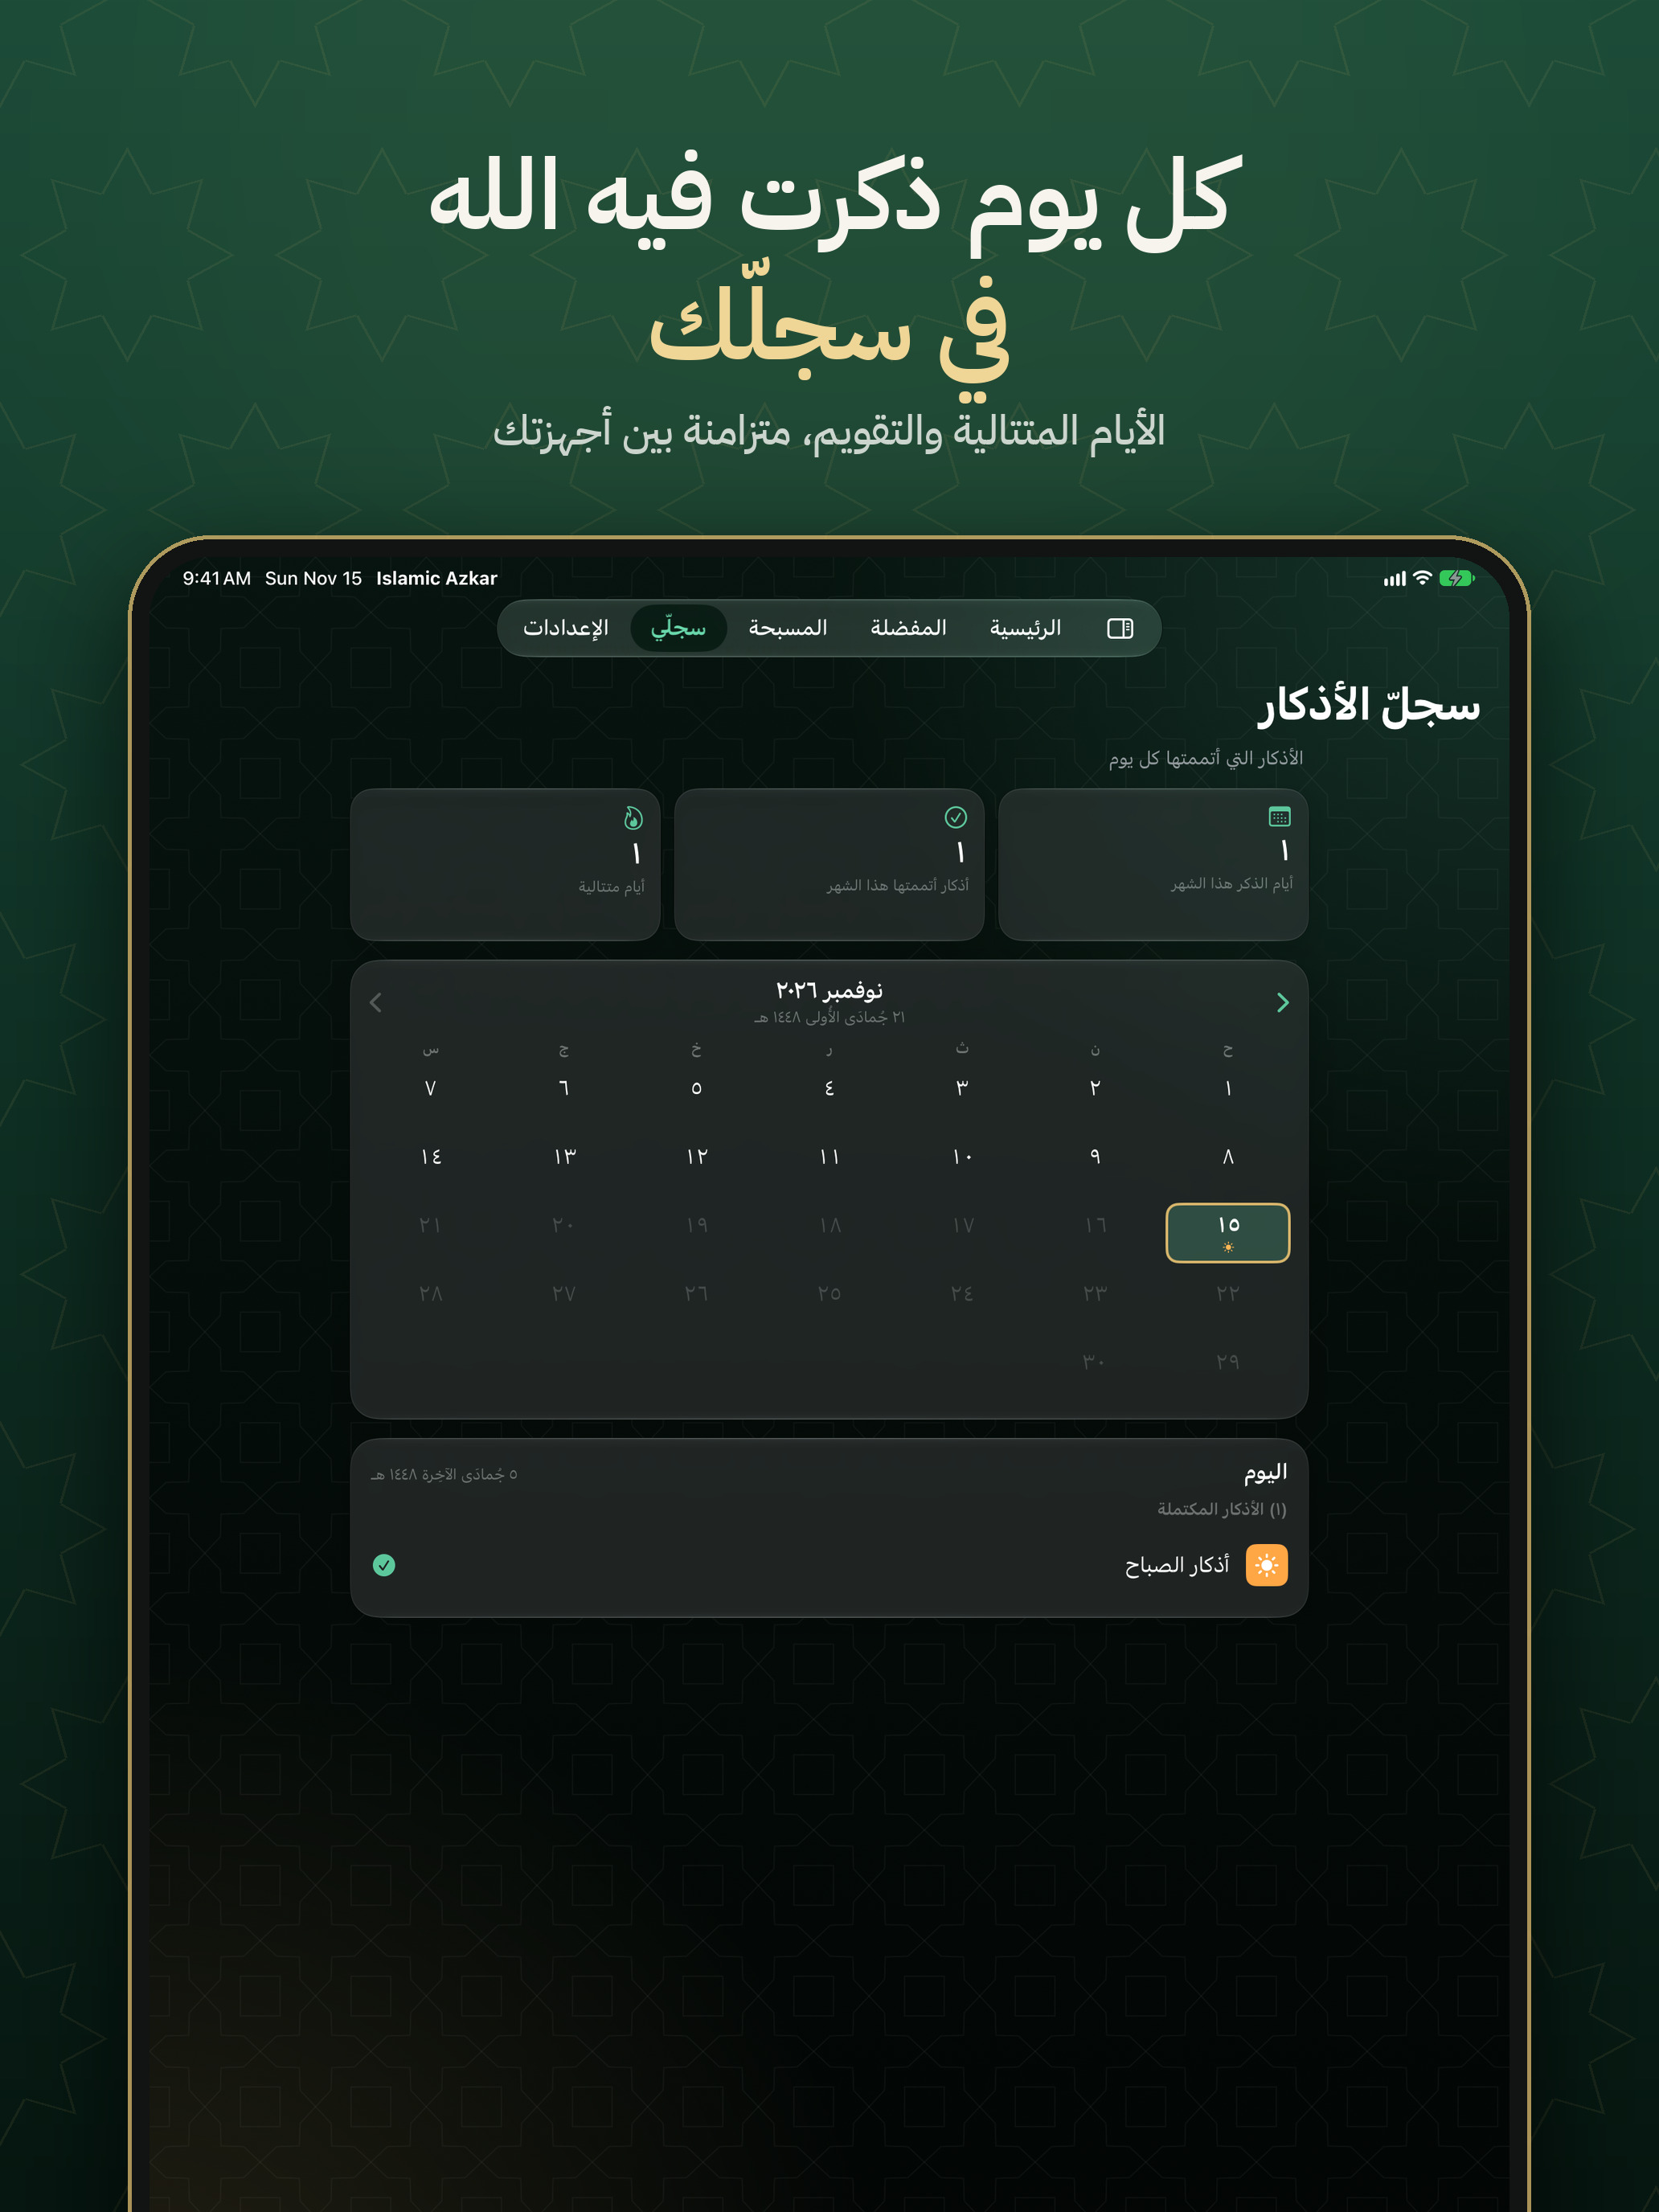 كل يوم ذكرت فيه الله
في سجلّك
الأيام المتتالية والتقويم، متزامنة بين أجهزتك
9:41 AM Sun Nov 15 Islamic Azkar
الرئيسية المفضلة المسبحة سجلّي الإعدادات
سجلّ الأذكار
الأذكار التي أتممتها كل يوم
١ ١ ١
أيام الذكر هذا الشهر أذكار أتممتها هذا الشهر أيام متتالية
نوفمبر ٢٠٢٦
٢١ جُمادَى الأولى ١٤٤٨ هـ
ح ن ث ر خ ج س
١ ٢ ٣ ٤ ٥ ٦ ٧
٨ ٩ ١٠ ١١ ١٢ ١٣ ١٤
١٥ ١٦ ١٧ ١٨ ١٩ ٢٠ ٢١
٢٢ ٢٣ ٢٤ ٢٥ ٢٦ ٢٧ ٢٨
٢٩ ٣٠
اليوم ٥ جُمادَى الآخِرة ١٤٤٨ هـ
(١) الأذكار المكتملة
أذكار الصباح